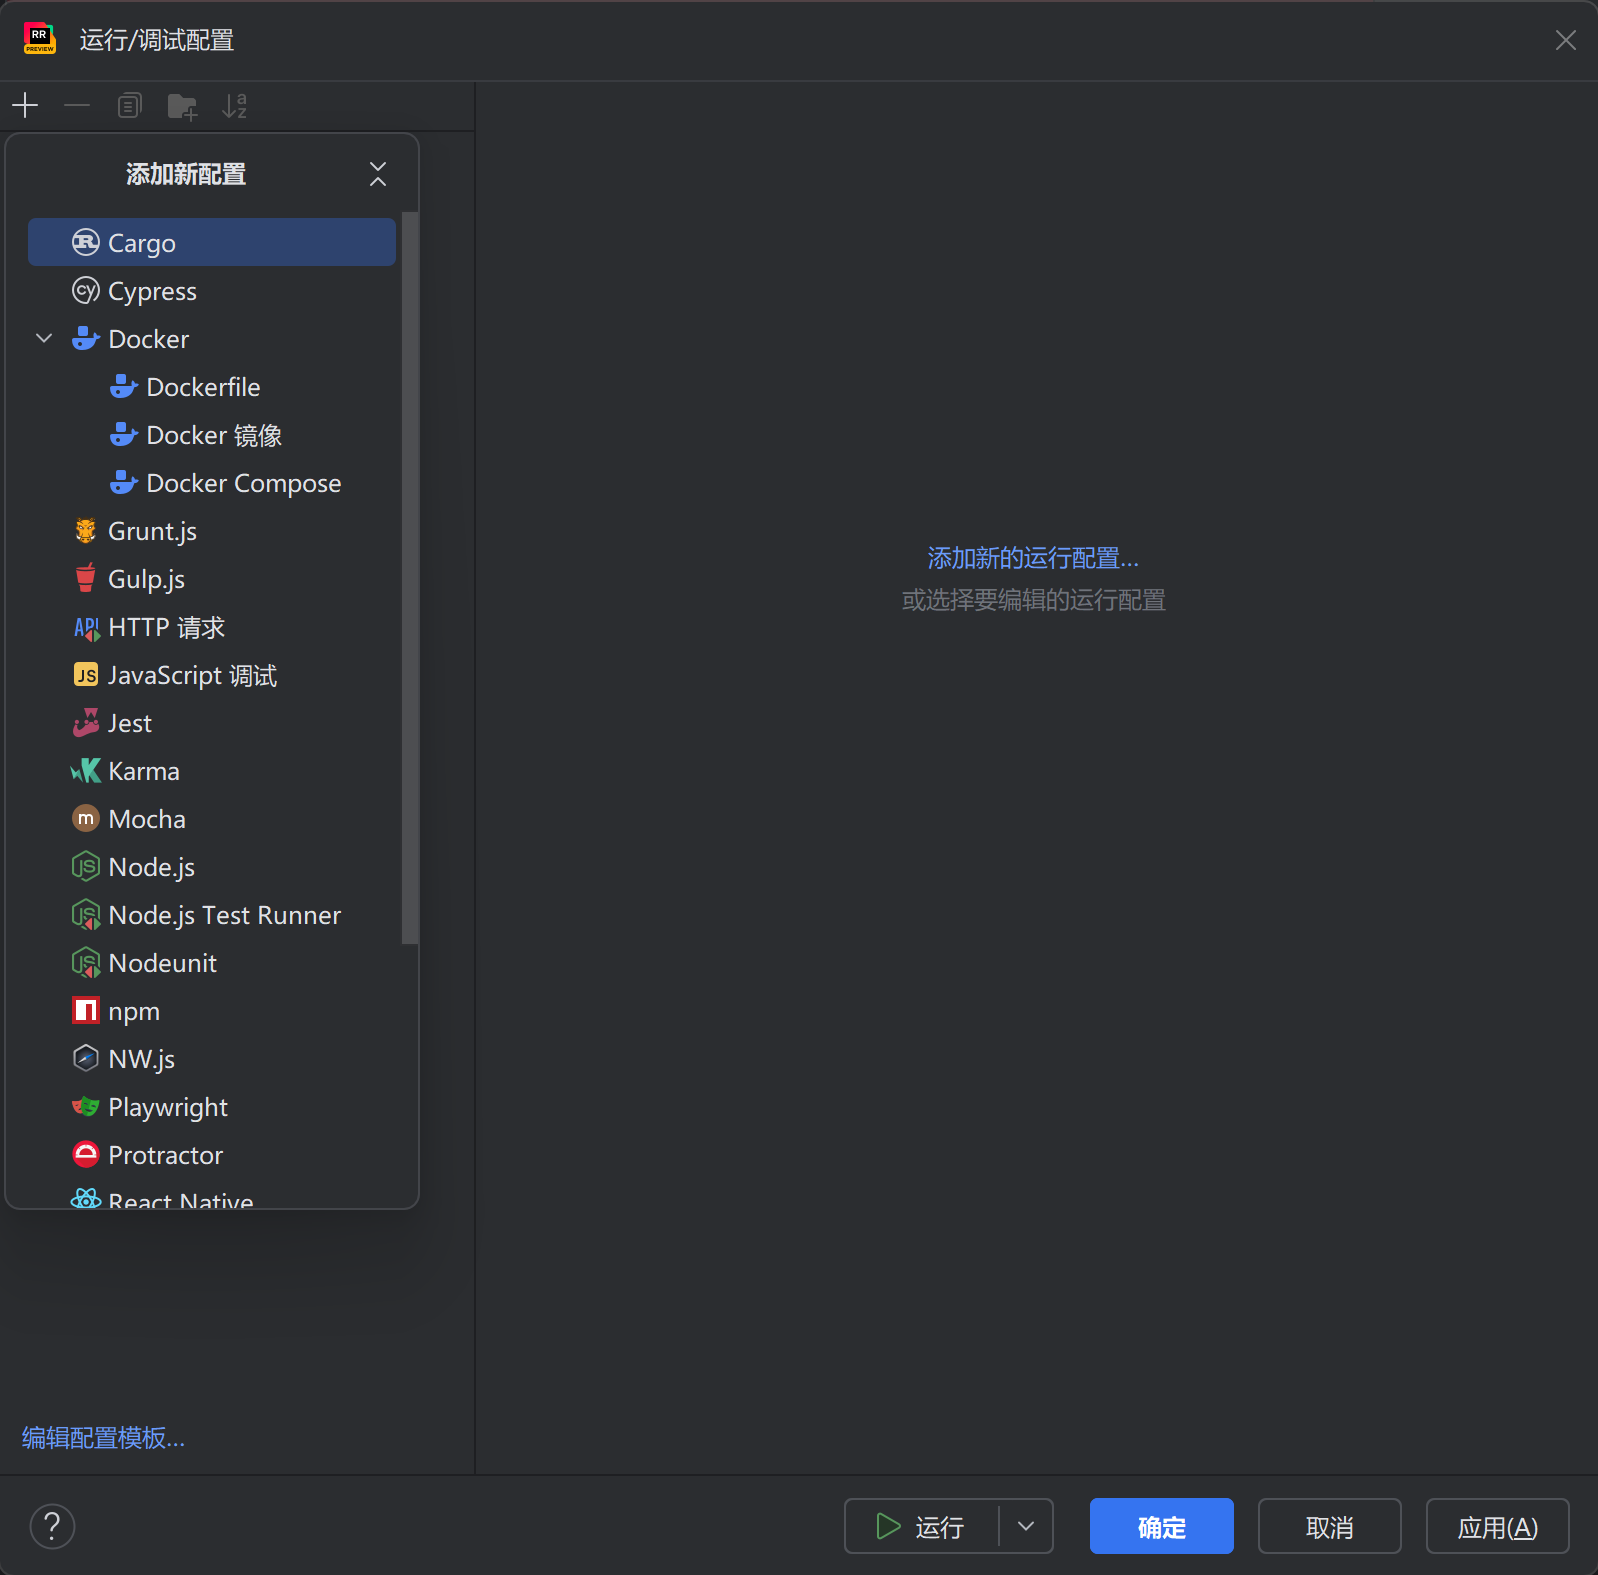 RR
PREVIEW
运行/调试配置
a
z
添加新配置
Cargo
cy Cypress
Docker
Dockerfile
Docker 镜像
Docker Compose
Grunt.js
Gulp.js
API HTTP 请求
JS JavaScript 调试
Jest
Karma
m Mocha
JS Node.js
JS Node.js Test Runner
JS Nodeunit
npm
NW.js
Playwright
Protractor
React Native
添加新的运行配置...
或选择要编辑的运行配置
编辑配置模板...
?
运行
确定
取消
应用(A)